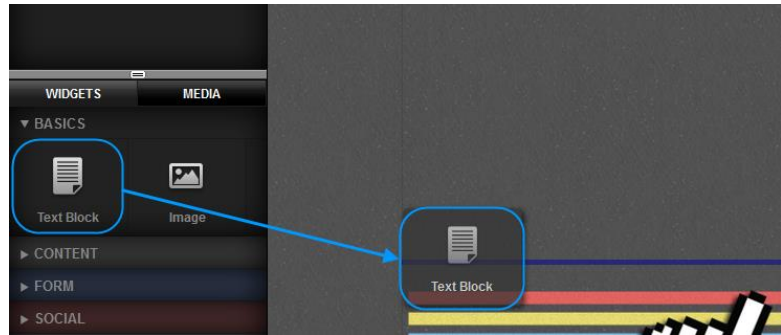 WIDGETS MEDIA
BASICS
Text Block Image
CONTENT
FORM
SOCIAL
Text Block